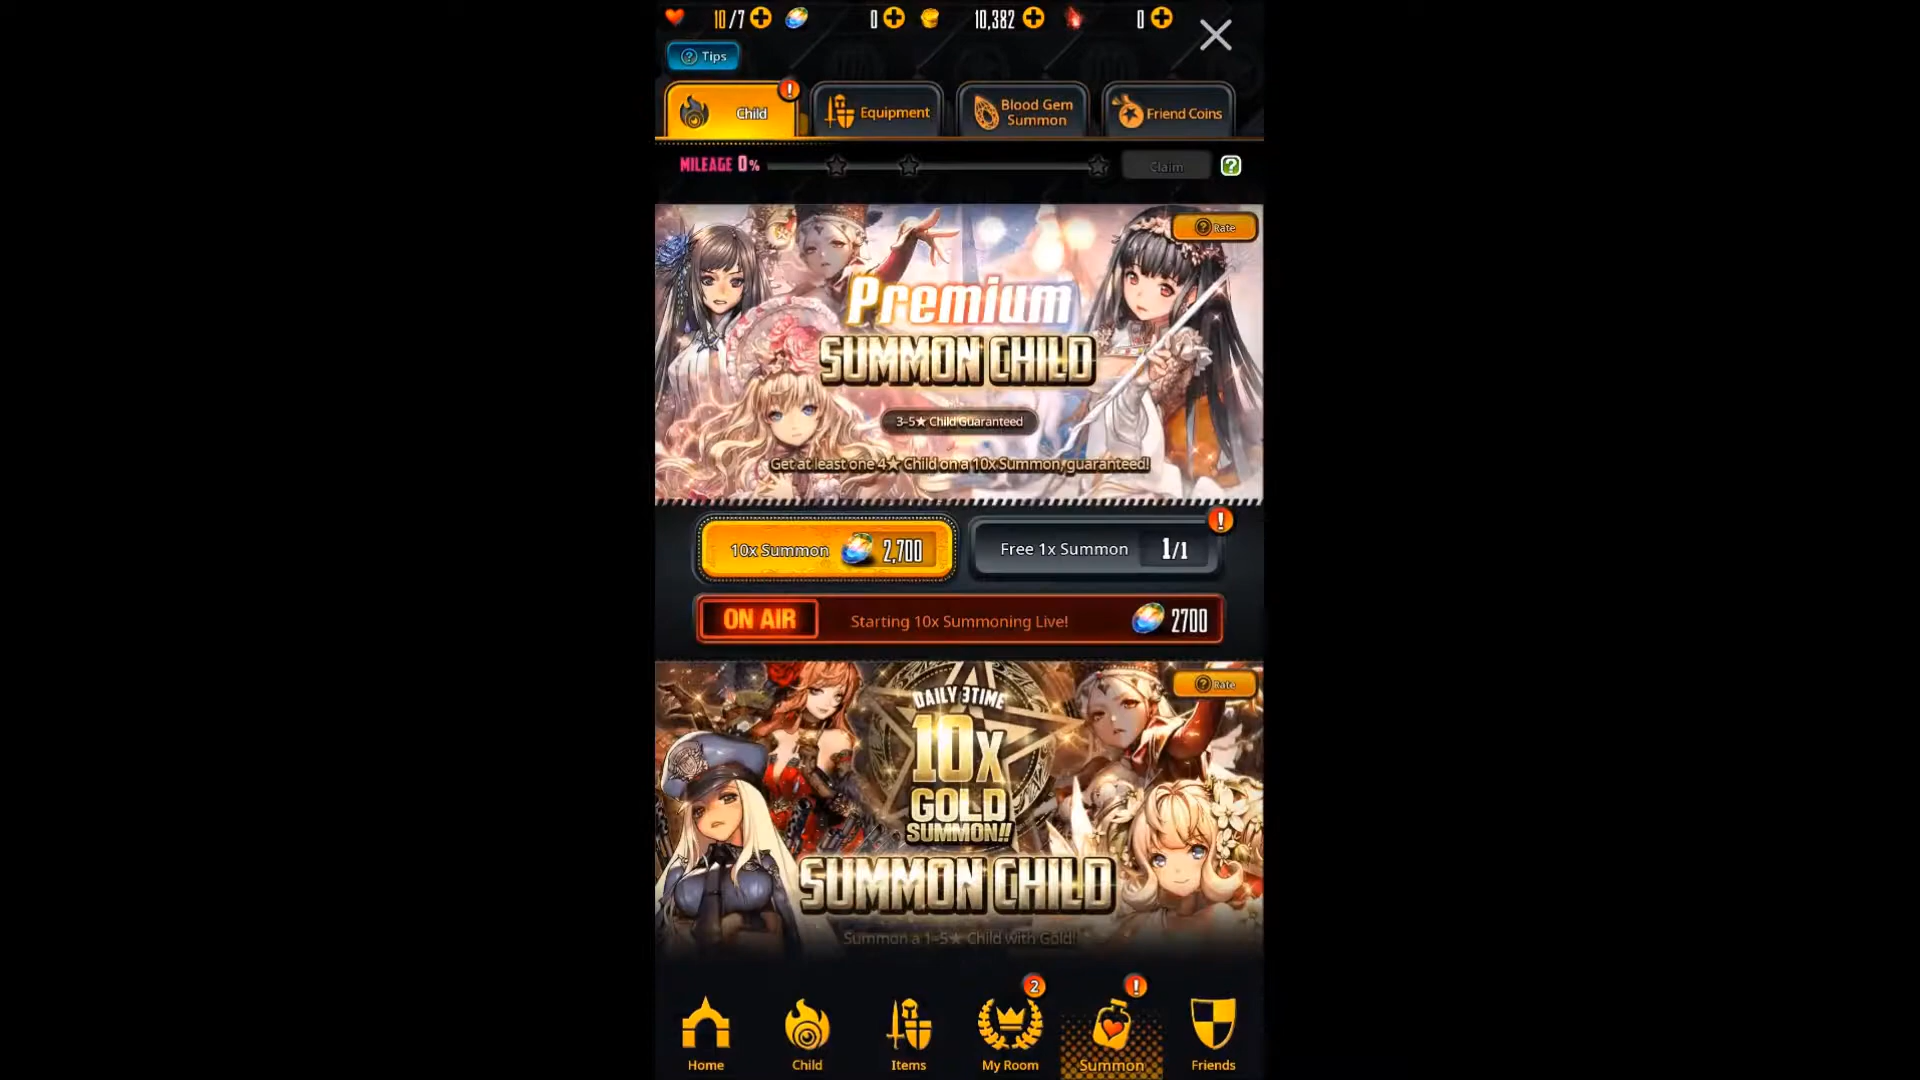 10/7 0 10,382 0
Tips
Child Equipment Blood Gem Summon Friend Coins
MILEAGE 0% Claim
Rate
Premium
SUMMON CHILD
3-5★ Child Guaranteed
Get at least one 4★ Child on a 10x Summon, guaranteed!!
10x Summon 2,700 Free 1x Summon 1/1
ON AIR Starting 10x Summoning Live! 2700
Rate
DAILY 3TIME
10X
GOLD
SUMMON!!
SUMMON CHILD
Summon a 1-5★ Child with Gold!
2
Home Child Items My Room Summon Friends